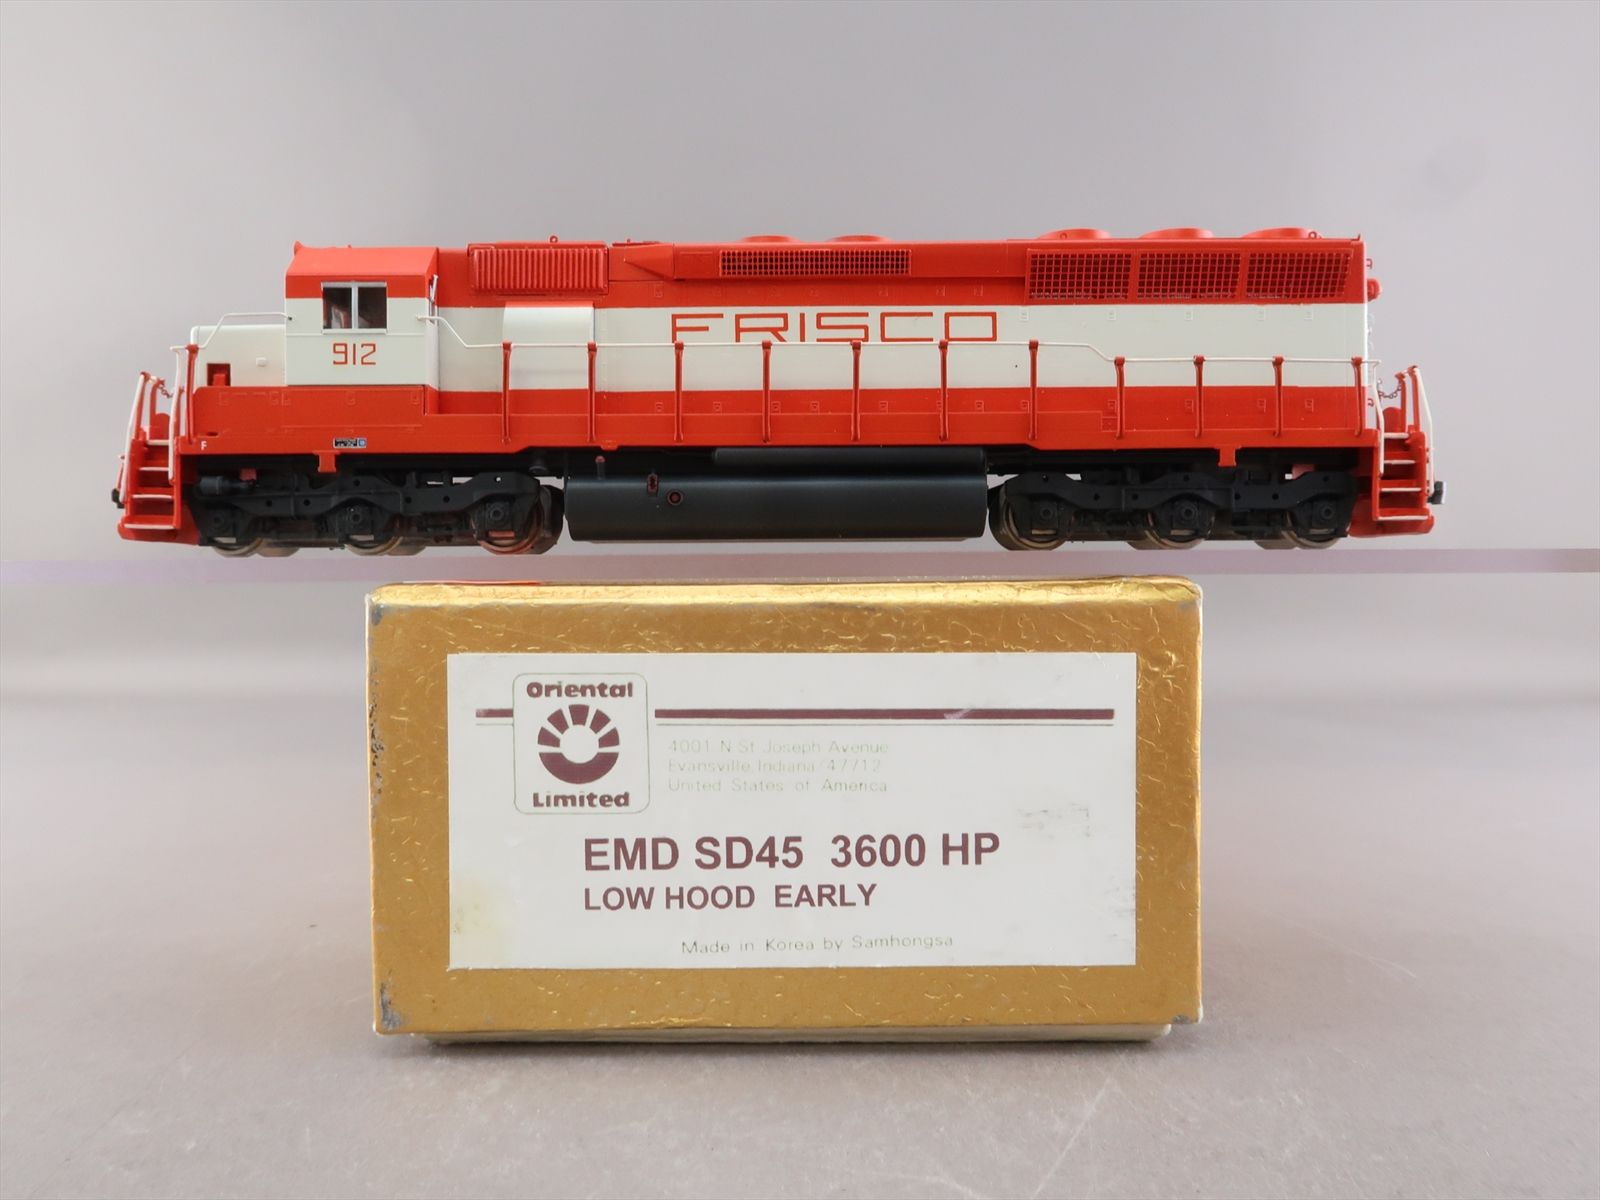 FRISCO
912
F
Oriental
Limited
4001 N St Joseph Avenue
Evansville, Indiana 47712
United States of America
EMD SD45 3600 HP
LOW HOOD EARLY
Made in Korea by Samhongsa